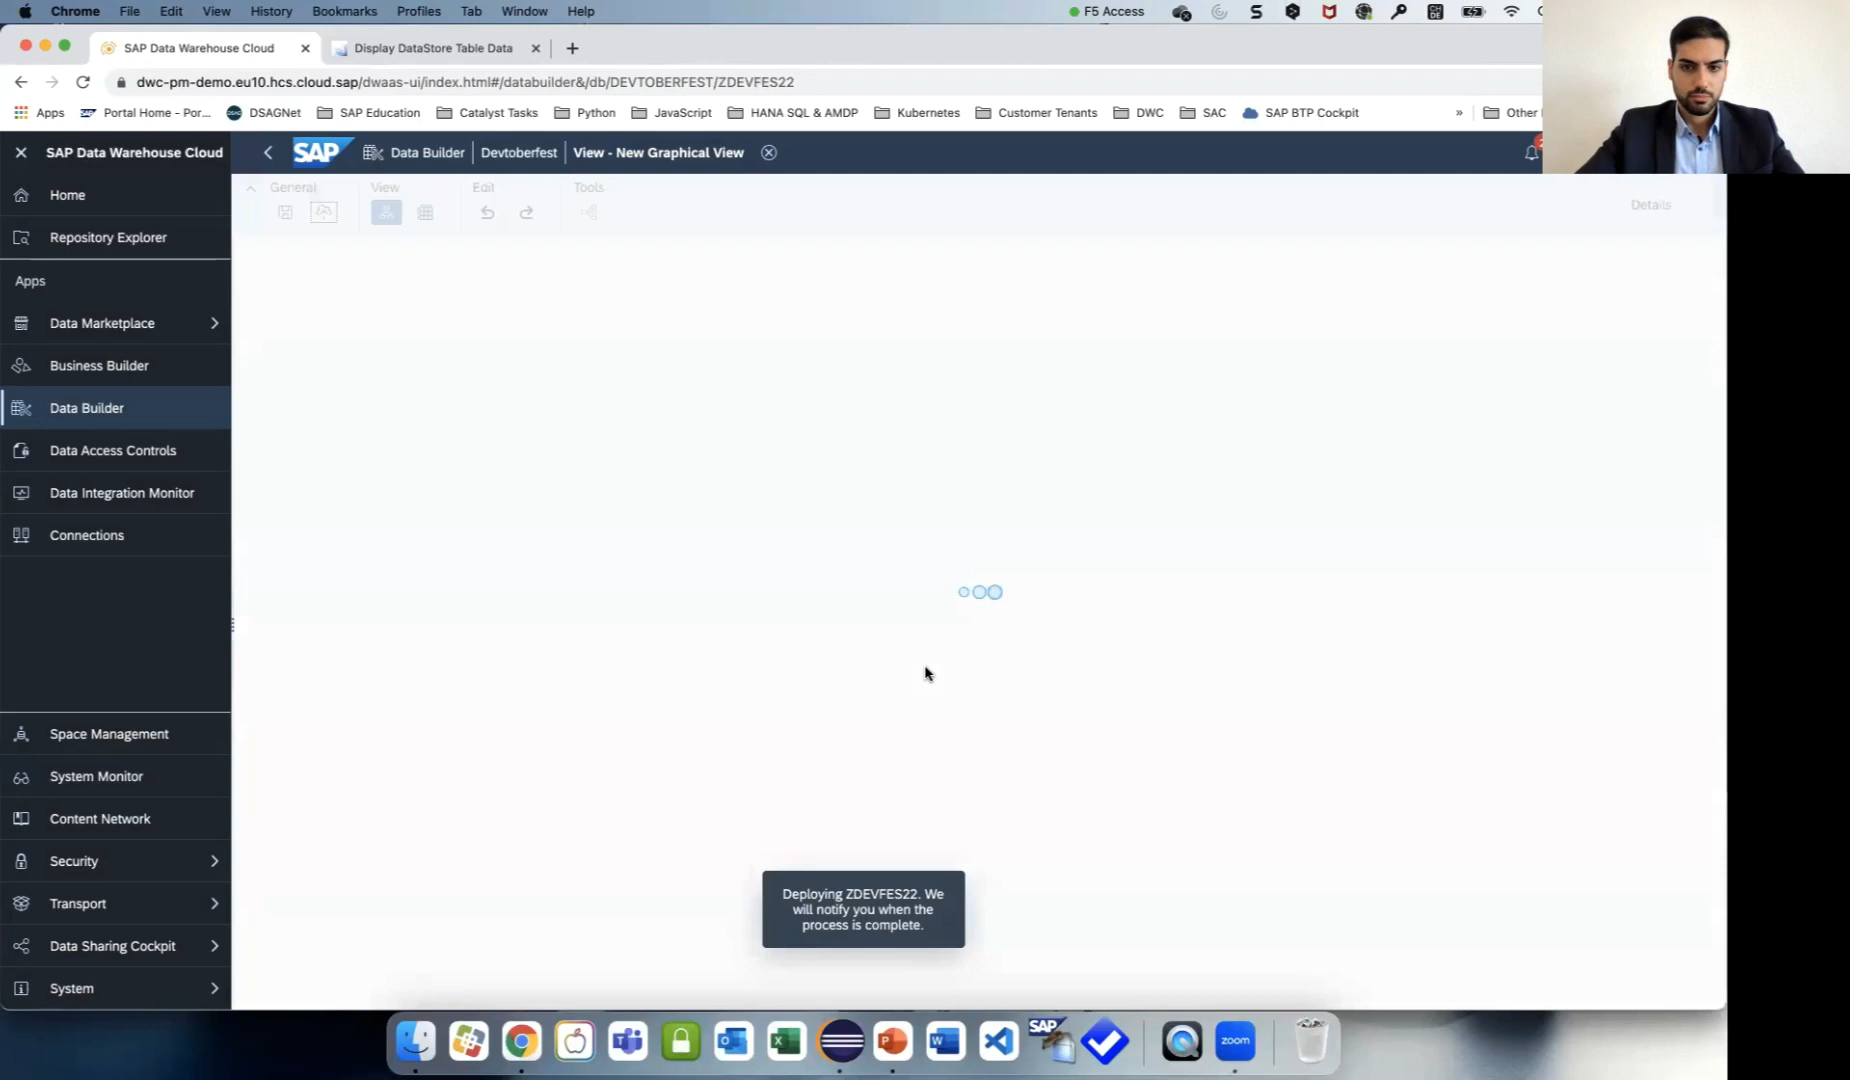 Chrome File Edit View History Bookmarks Profiles Tab Window Help F5 Access
SAP Data Warehouse Cloud
Display DataStore Table Data
dwc-pm-demo.eu10.hcs.cloud.sap/dwaas-ui/index.html#/databuilder&/db/DEVTOBERFEST/ZDEVFES22
Apps Portal Home - Por... DSAGNet SAP Education Catalyst Tasks Python JavaScript HANA SQL & AMDP Kubernetes Customer Tenants DWC SAC SAP BTP Cockpit » Other
SAP Data Warehouse Cloud
SAP Data Builder Devtoberfest View - New Graphical View
General View Edit Tools
Details
Home
Repository Explorer
Apps
Data Marketplace
Business Builder
Data Builder
Data Access Controls
Data Integration Monitor
Connections
Space Management
System Monitor
Content Network
Security
Transport
Data Sharing Cockpit
System
Deploying ZDEVFES22. We
will notify you when the
process is complete.
SAP
zoom